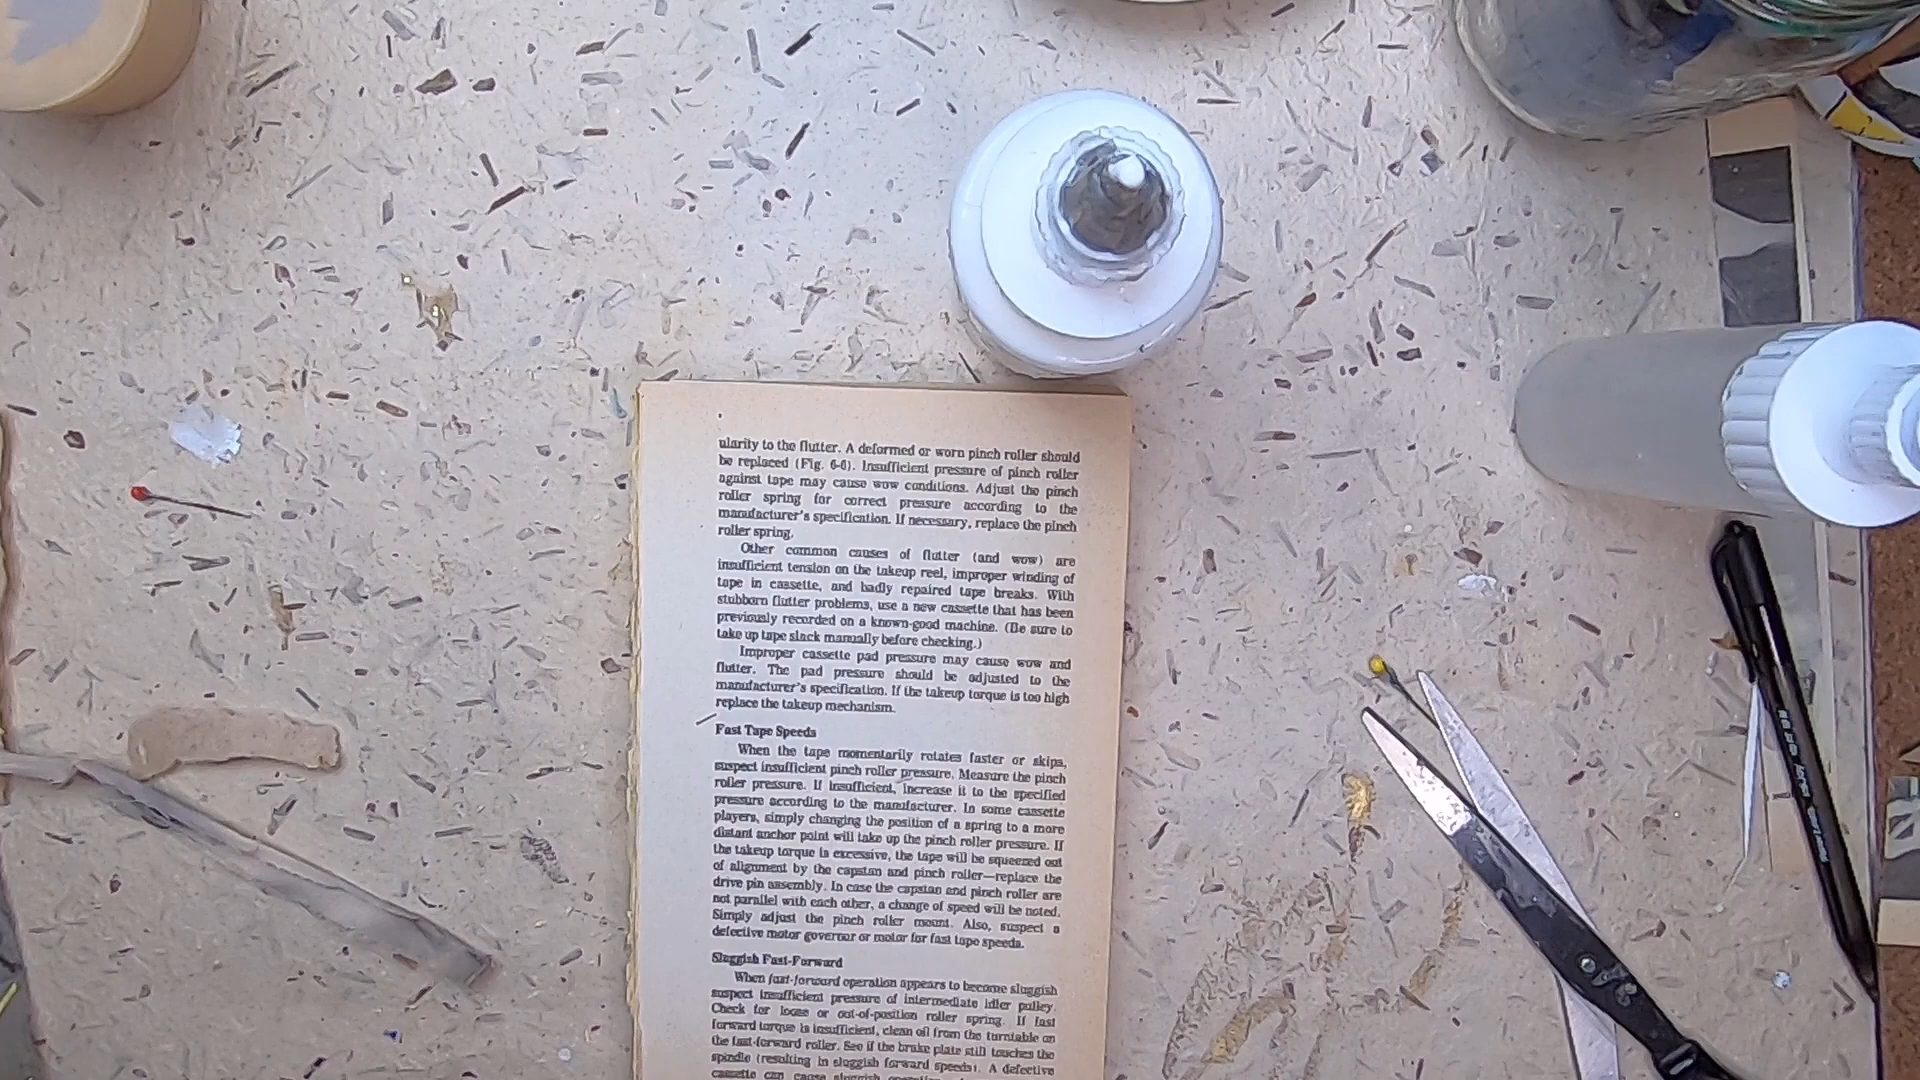 ularity to the flutter. A deformed or worn pinch roller should
be replaced (Fig. 6-6). Insufficient pressure of pinch roller
against tape may cause wow conditions. Adjust the pinch
roller spring for correct pressure according to the
manufacturer's specification. If necessary, replace the pinch
roller spring.
Other common causes of flutter (and wow) are
insufficient tension on the takeup reel, improper winding of
tape in cassette, and badly repaired tape breaks. With
stubborn flutter problems, use a new cassette that has been
previously recorded on a known-good machine. (Be sure to
take up tape slack manually before checking.)
Improper cassette pad pressure may cause wow and
flutter. The pad pressure should be adjusted to the
manufacturer's specification. If the takeup torque is too high
replace the takeup mechanism.
Fast Tape Speeds
When the tape momentarily rotates faster or skips,
suspect insufficient pinch roller pressure. Measure the pinch
roller pressure. If insufficient, increase it to the specified
pressure according to the manufacturer. In some cassette
players, simply changing the position of a spring to a more
distant anchor point will take up the pinch roller pressure. If
the takeup torque is excessive, the tape will be squeezed out
of alignment by the capstan and pinch roller—replace the
drive pin assembly. In case the capstan and pinch roller are
not parallel with each other, a change of speed will be noted.
Simply adjust the pinch roller mount. Also, suspect a
defective motor governor or motor for fast tape speeds.
Sluggish Fast-Forward
When fast-forward operation appears to become sluggish
suspect insufficient pressure of intermediate idler pulley.
Check for loose or out-of-position roller spring. If fast
forward torque is insufficient, clean oil from the turntable on
the fast-forward roller. See if the brake plate still touches the
spindle (resulting in sluggish forward speeds). A defective
cassette can cause sluggish